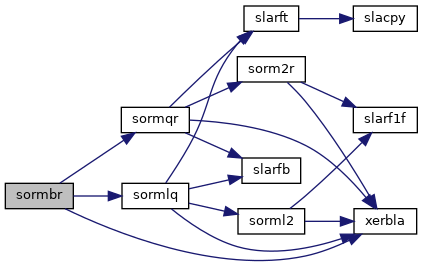 slarft
slacpy
sorm2r
sormqr
slarf1f
slarfb
sormbr
sormlq
sorml2
xerbla